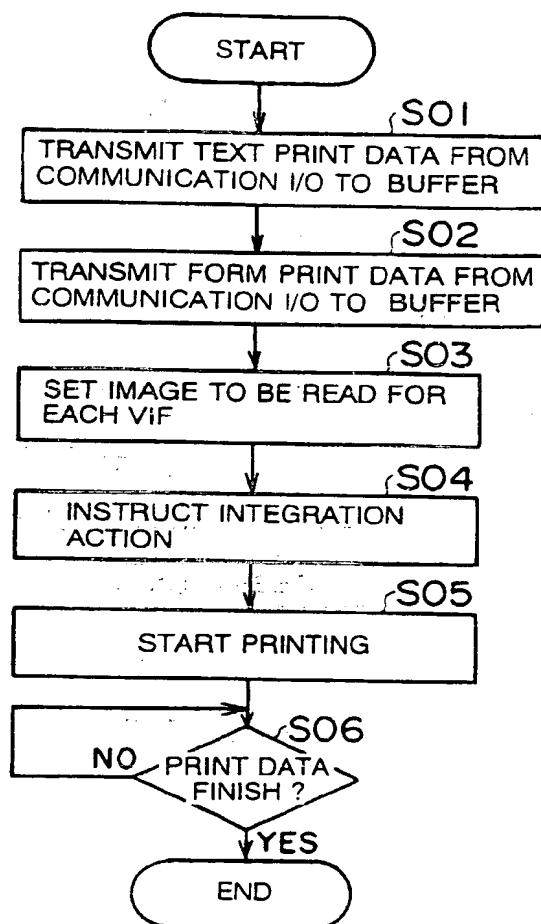 START
S01
TRANSMIT TEXT PRINT DATA FROM
COMMUNICATION I/O TO BUFFER
S02
TRANSMIT FORM PRINT DATA FROM
COMMUNICATION I/O TO BUFFER
S03
SET IMAGE TO BE READ FOR
EACH ViF
S04
INSTRUCT INTEGRATION
ACTION
S05
START PRINTING
S06
NO
PRINT DATA
FINISH ?
YES
END